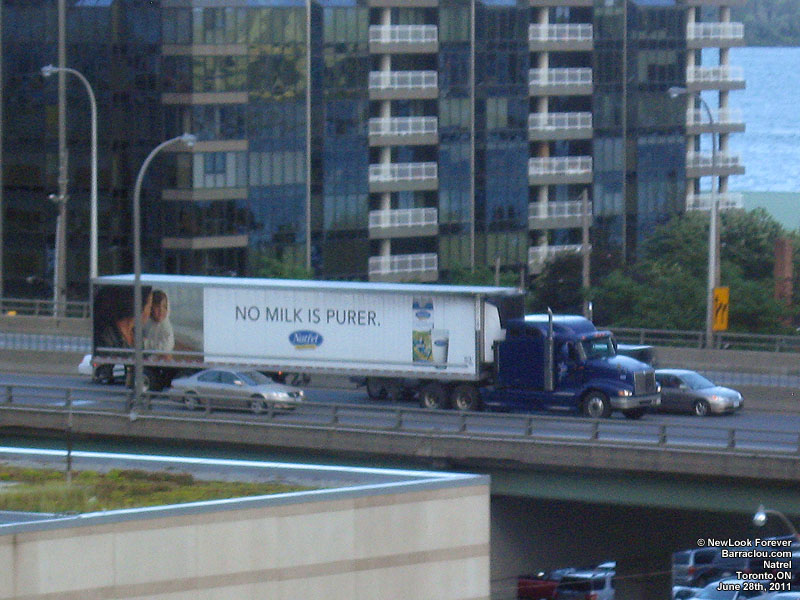 NO MILK IS PURER.
Natrel
© NewLook Forever
Barraclou.com
Natrel
Toronto,ON
June 28th, 2011